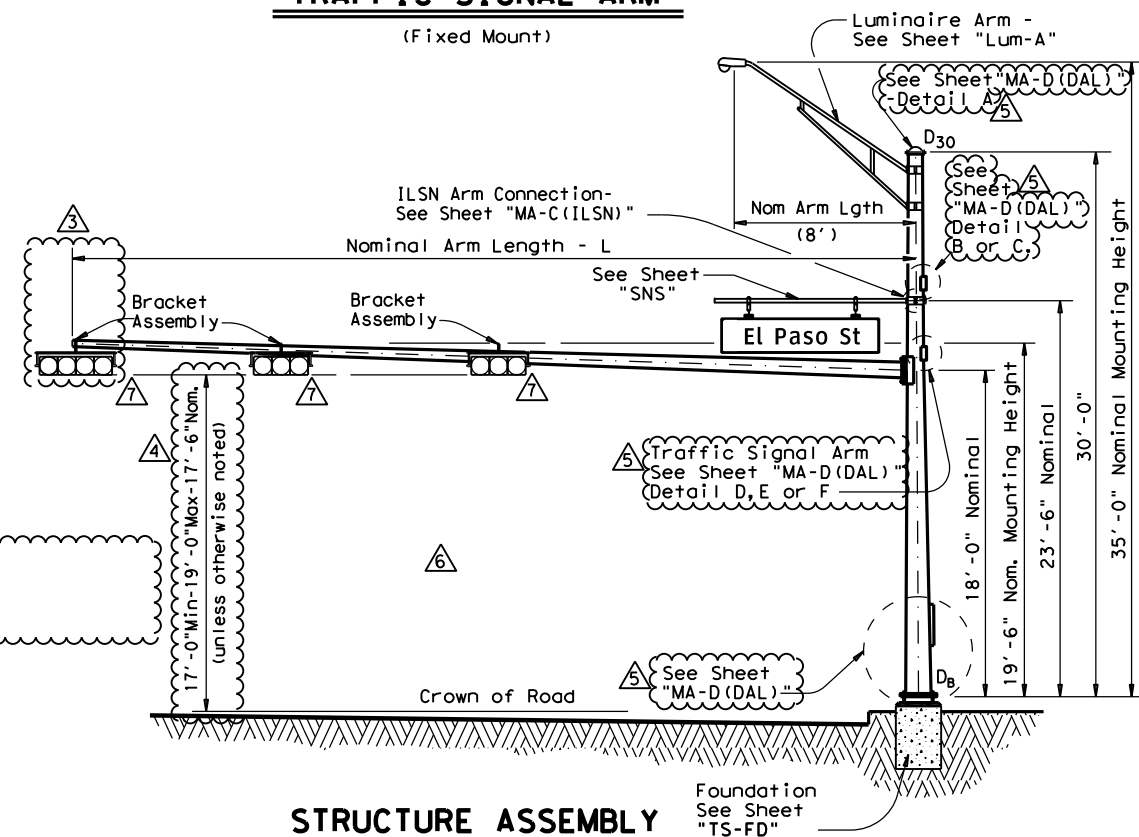 TRAFFIC SIGNAL ARM
(Fixed Mount)
Luminaire Arm -
See Sheet "Lum-A"
See Sheet "MA-D(DAL)"
-Detail A
5
D30
See
Sheet
"MA-D(DAL)"
Detail
B or C.
5
ILSN Arm Connection-
See Sheet "MA-C(ILSN)"
Nom Arm Lgth
(8')
3
Nominal Arm Length - L
See Sheet
"SNS"
Bracket
Assembly
Bracket
Assembly
El Paso St
7
7
7
4
17'-0"Min-19'-0"Max-17'-6"Nom.
(unless otherwise noted)
5
Traffic Signal Arm
See Sheet "MA-D(DAL)"
Detail D,E or F
6
18'-0" Nominal
19'-6" Nom. Mounting Height
23'-6" Nominal
30'-0"
35'-0" Nominal Mounting Height
5
See Sheet
"MA-D(DAL)"
DB
Crown of Road
Foundation
See Sheet
"TS-FD"
STRUCTURE ASSEMBLY